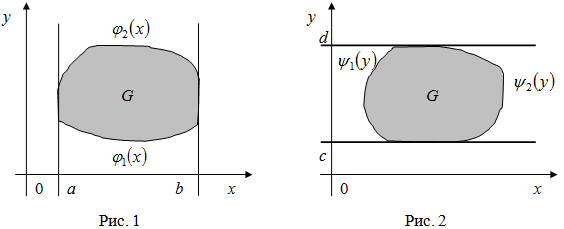 y
φ₂(x)
G
φ₁(x)
0 a b x
Рис. 1
y
d
ψ₁(y)
ψ₂(y)
G
c
0 x
Рис. 2